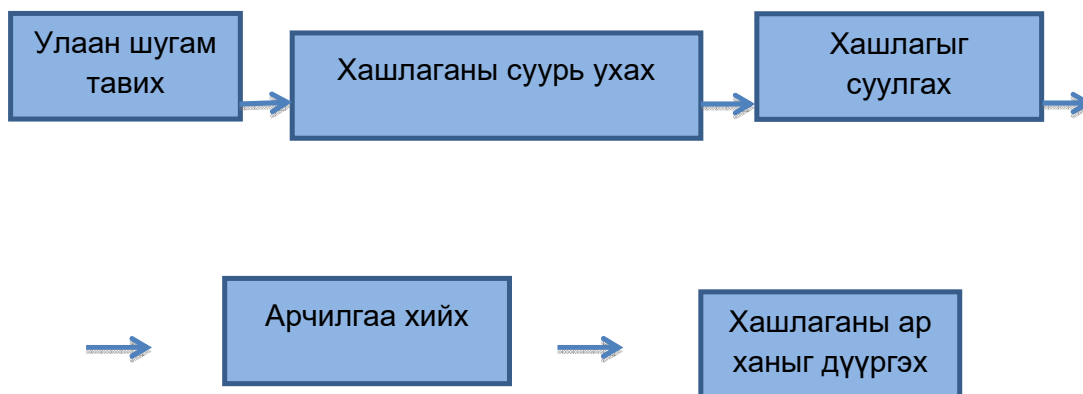 Улаан шугам
тавих
Хашлаганы суурь ухах
Хашлагыг
суулгах
Арчилгаа хийх
Хашлаганы ар
ханыг дүүргэх